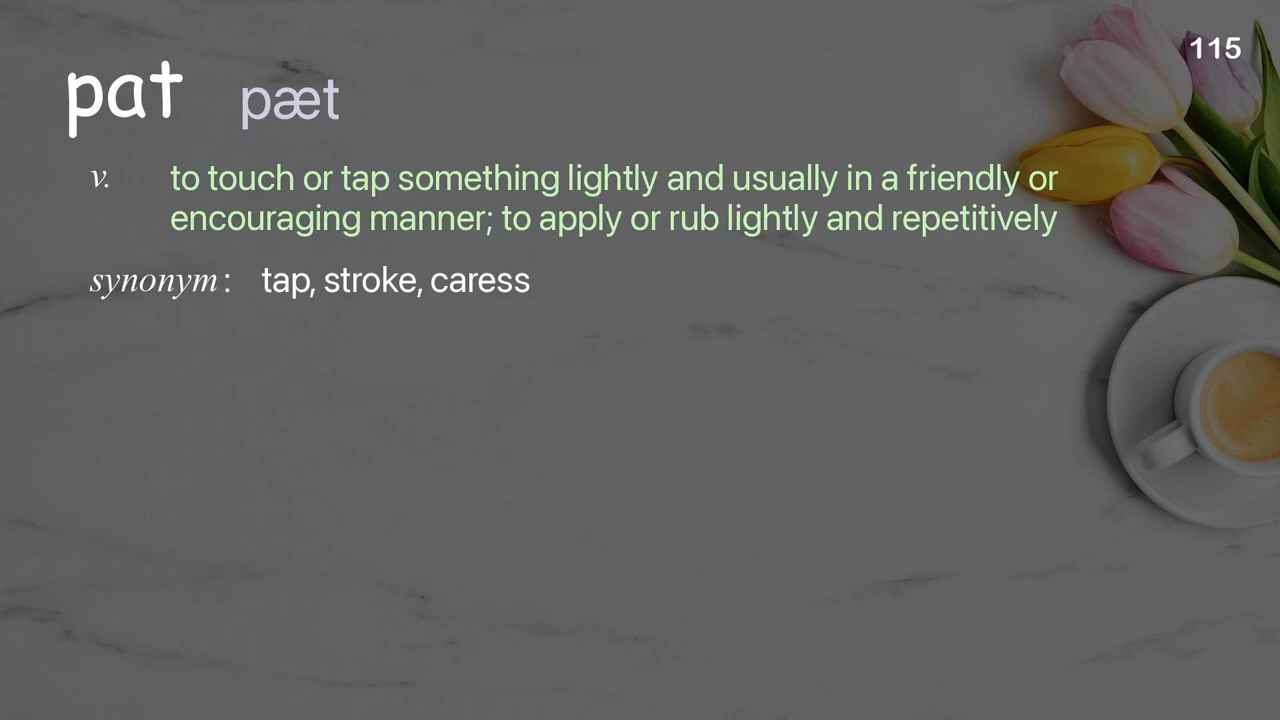 115
pat pæt
v. to touch or tap something lightly and usually in a friendly or
encouraging manner; to apply or rub lightly and repetitively
synonym: tap, stroke, caress